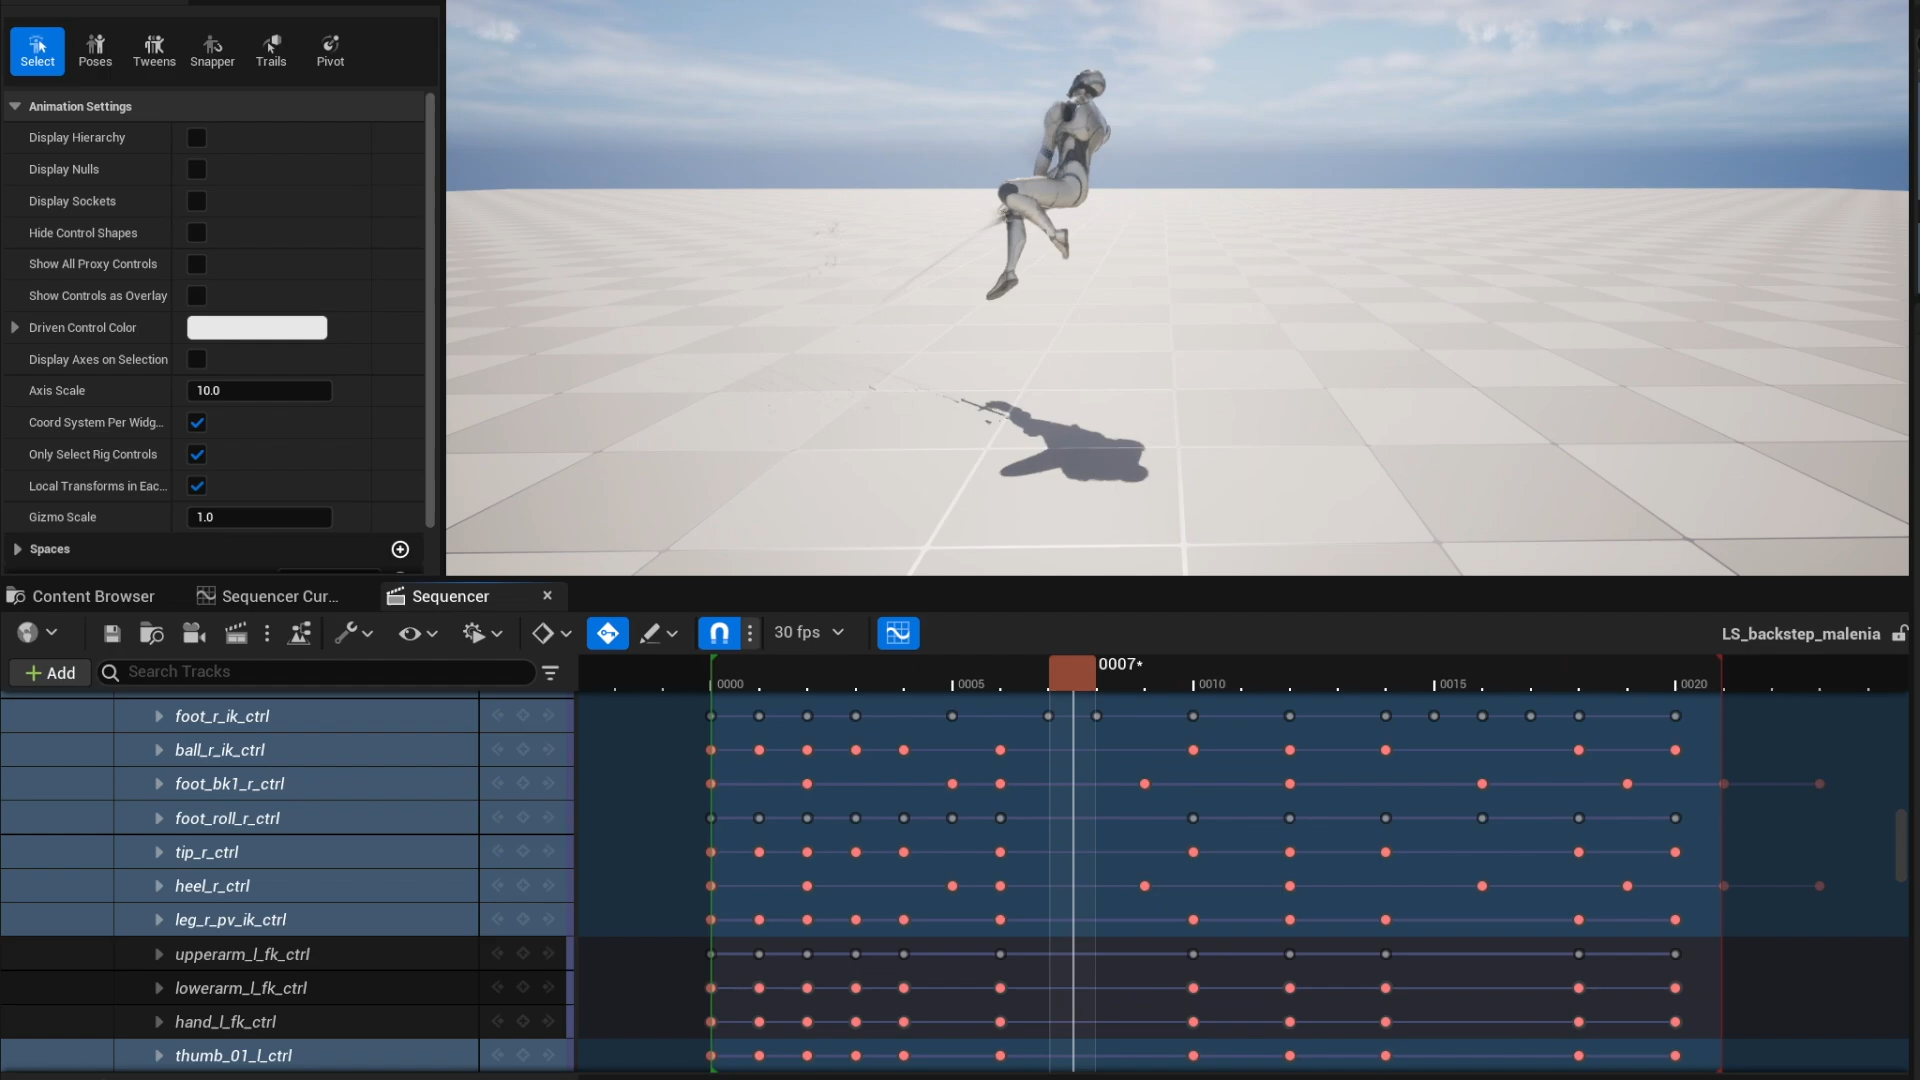 Select
Poses
Tweens
Snapper
Trails
Pivot
Animation Settings
Display Hierarchy
Display Nulls
Display Sockets
Hide Control Shapes
Show All Proxy Controls
Show Controls as Overlay
Driven Control Color
Display Axes on Selection
Axis Scale 10.0
Coord System Per Widg...
Only Select Rig Controls
Local Transforms in Eac...
Gizmo Scale 1.0
Spaces
Content Browser
Sequencer Cur...
Sequencer
30 fps
LS_backstep_malenia
Add
Search Tracks
0007*
0000
0005
0010
0015
0020
foot_r_ik_ctrl
ball_r_ik_ctrl
foot_bk1_r_ctrl
foot_roll_r_ctrl
tip_r_ctrl
heel_r_ctrl
leg_r_pv_ik_ctrl
upperarm_l_fk_ctrl
lowerarm_l_fk_ctrl
hand_l_fk_ctrl
thumb_01_l_ctrl